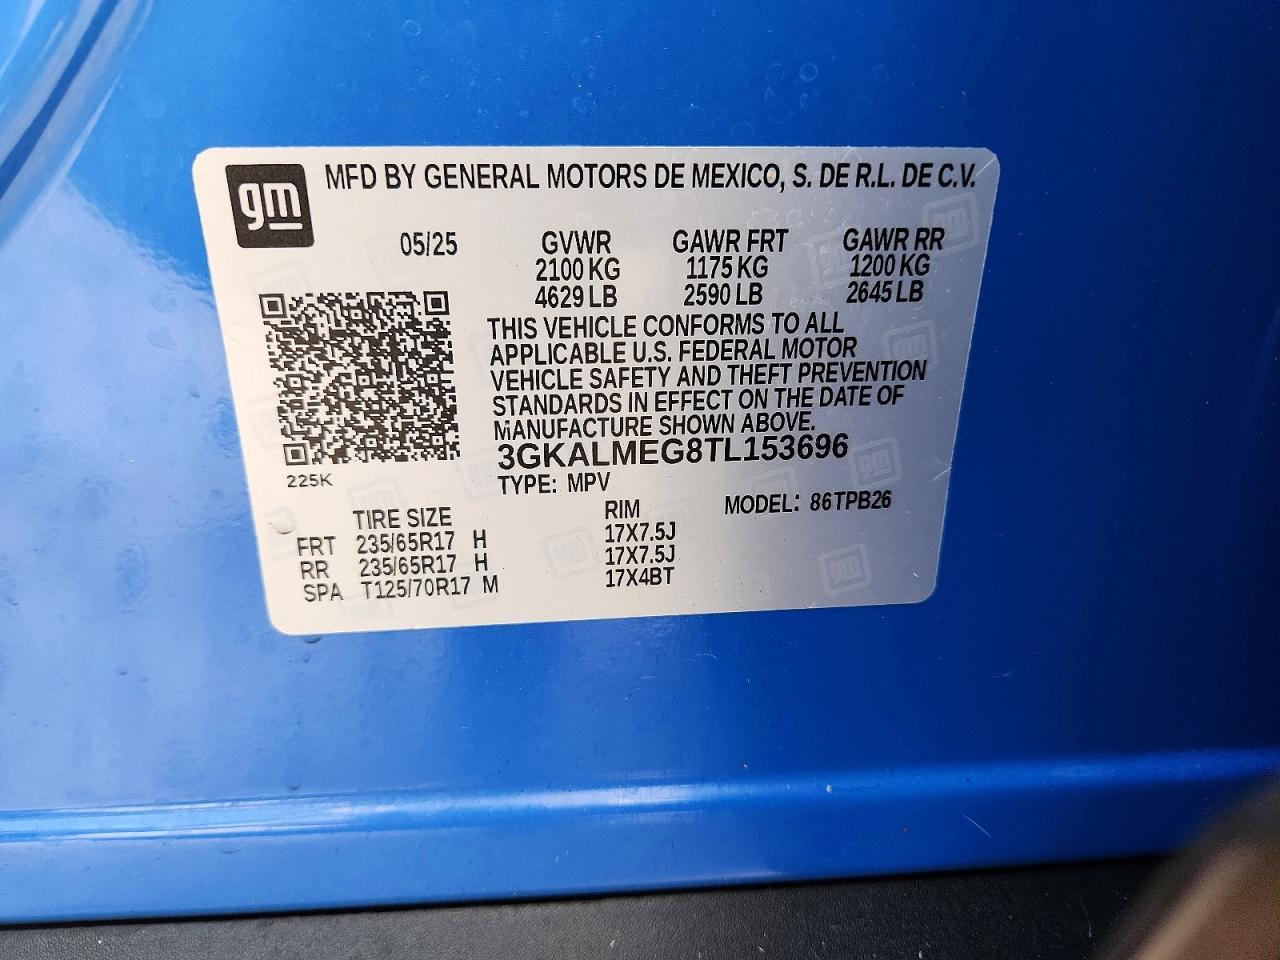 gm MFD BY GENERAL MOTORS DE MEXICO, S. DE R.L. DE C.V.
05/25 GVWR GAWR FRT GAWR RR
2100 KG 1175 KG 1200 KG
4629 LB 2590 LB 2645 LB
THIS VEHICLE CONFORMS TO ALL
APPLICABLE U.S. FEDERAL MOTOR
VEHICLE SAFETY AND THEFT PREVENTION
STANDARDS IN EFFECT ON THE DATE OF
MANUFACTURE SHOWN ABOVE.
3GKALMEG8TL153696
225K
TYPE: MPV
MODEL: 86TPB26
TIRE SIZE RIM
FRT 235/65R17 H 17X7.5J
RR 235/65R17 H 17X7.5J
SPA T125/70R17 M 17X4BT